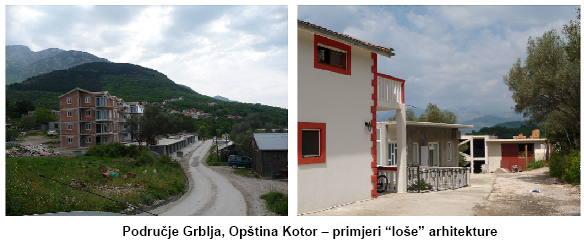 Područje Grblja, Opština Kotor – primjeri “loše” arhitekture